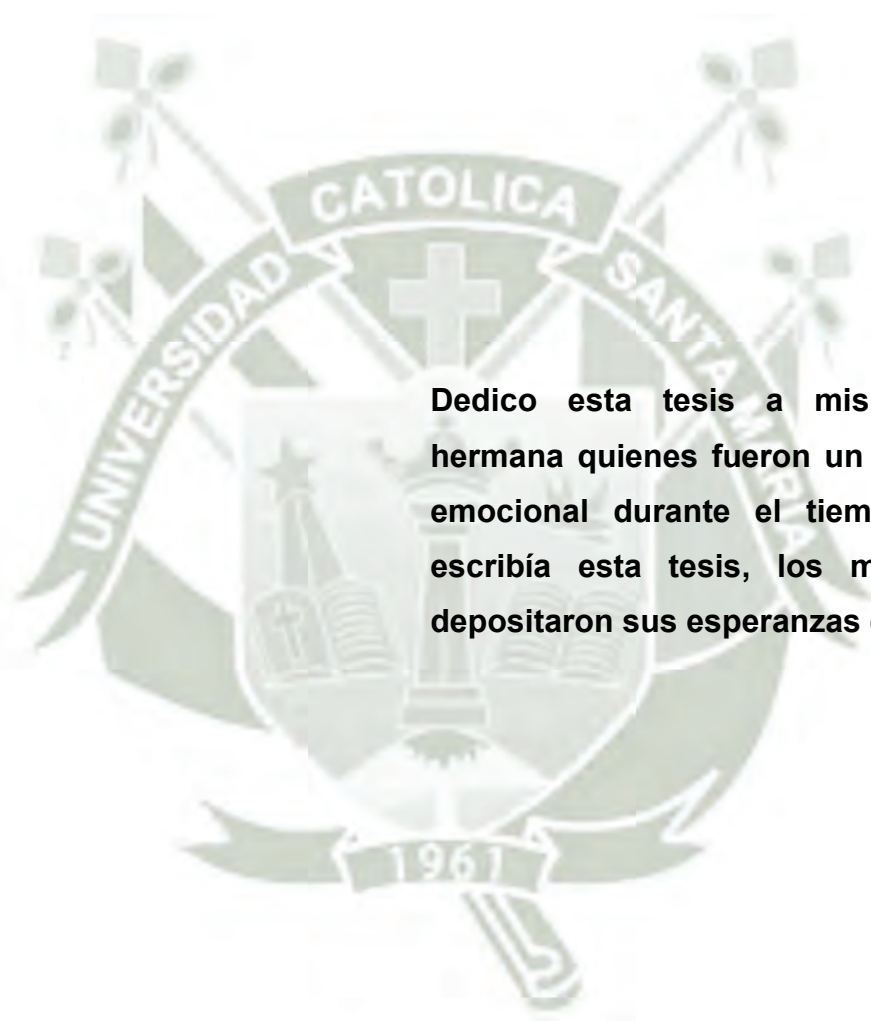 UNIVERSIDAD CATOLICA SANTA MARIA
Dedico esta tesis a mis
hermana quienes fueron un
emocional durante el tiem
escribía esta tesis, los m
depositaron sus esperanzas
1961